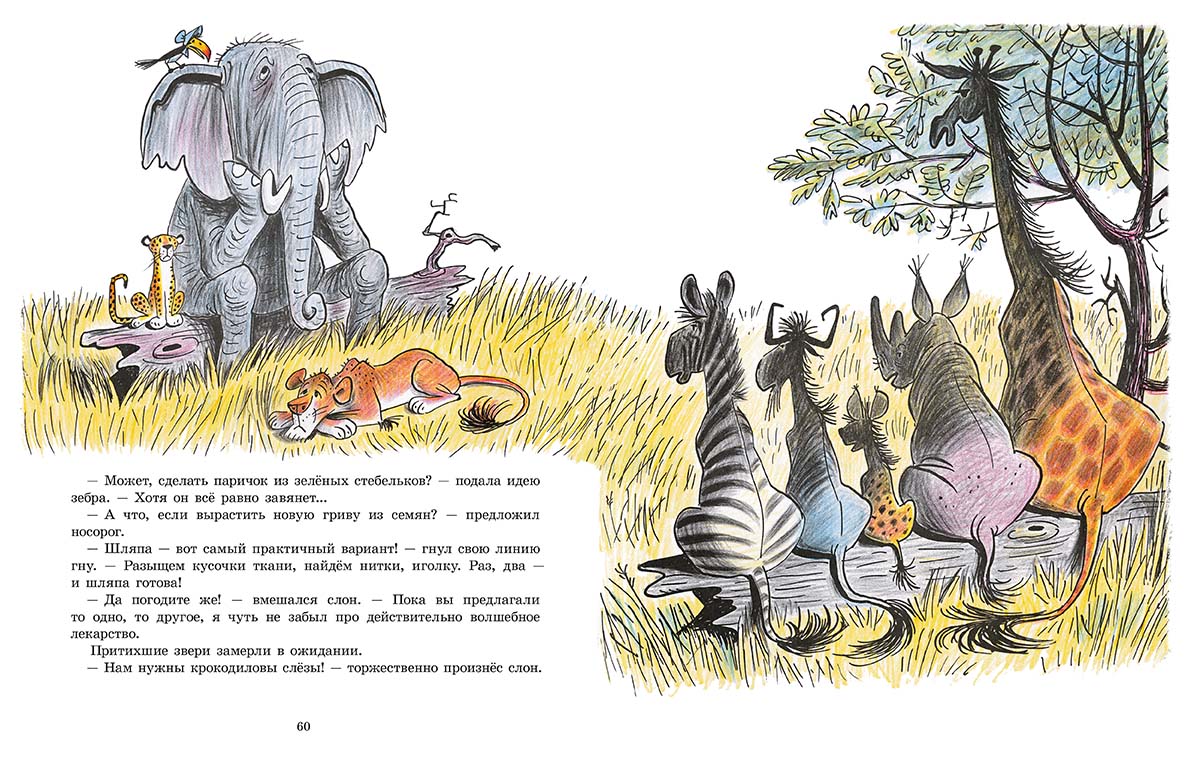 — Может, сделать паричок из зелёных стебельков? — подала идею
зебра. — Хотя он всё равно завянет...
— А что, если вырастить новую гриву из семян? — предложил
носорог.
— Шляпа — вот самый практичный вариант! — гнул свою линию
гну. — Разыщем кусочки ткани, найдём нитки, иголку. Раз, два —
и шляпа готова!
— Да погодите же! — вмешался слон. — Пока вы предлагали
то одно, то другое, я чуть не забыл про действительно волшебное
лекарство.
Притихшие звери замерли в ожидании.
— Нам нужны крокодиловы слёзы! — торжественно произнёс слон.
60